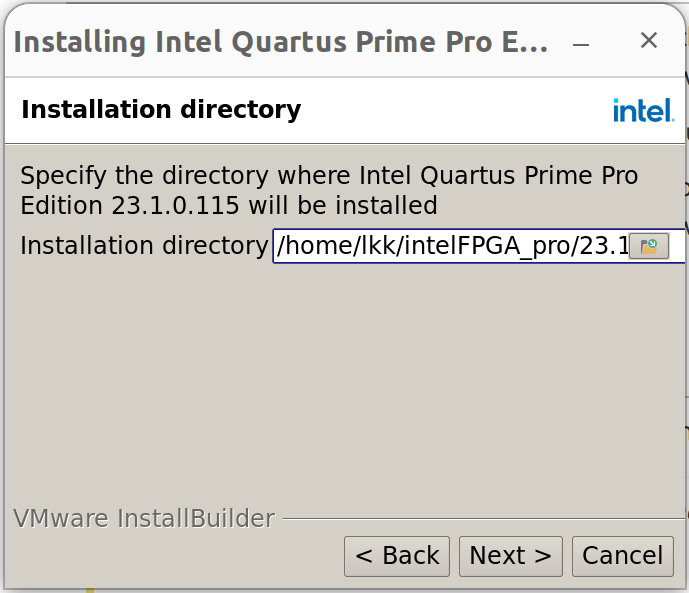 Installing Intel Quartus Prime Pro E...
Installation directory
intel.
Specify the directory where Intel Quartus Prime Pro
Edition 23.1.0.115 will be installed
Installation directory /home/lkk/intelFPGA_pro/23.1
VMware InstallBuilder
< Back Next > Cancel